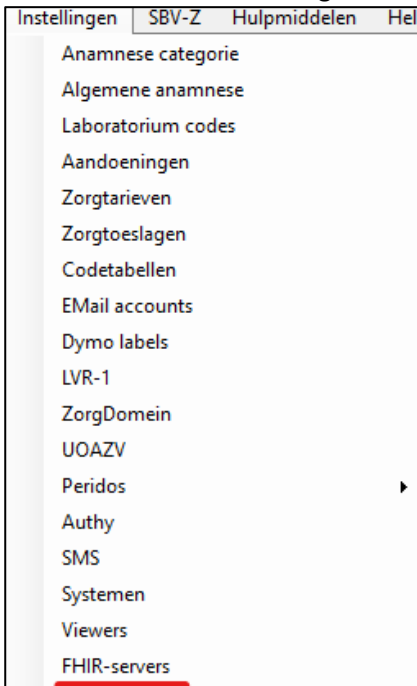 Instellingen SBV-Z Hulpmiddelen Hel
Anamnese categorie
Algemene anamnese
Laboratorium codes
Aandoeningen
Zorgtarieven
Zorgtoeslagen
Codetabellen
EMail accounts
Dymo labels
LVR-1
ZorgDomein
UOAZV
Peridos
Authy
SMS
Systemen
Viewers
FHIR-servers